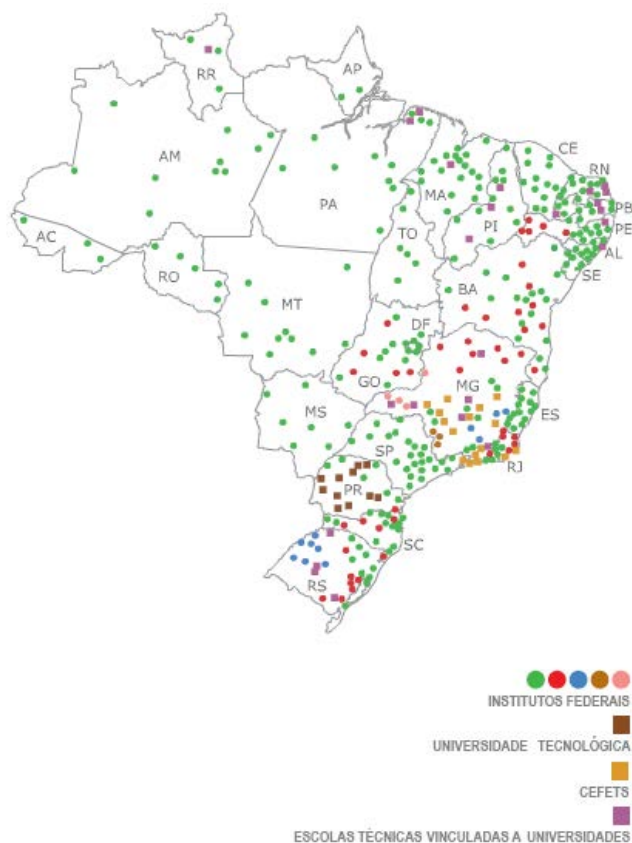 RR
AP
AM
PA
MA
CE
RN
PB
PE
AL
SE
PI
TO
AC
RO
MT
BA
DF
GO
MG
ES
MS
SP
RJ
PR
SC
RS
INSTITUTOS FEDERAIS
UNIVERSIDADE TECNOLÓGICA
CEFETS
ESCOLAS TÉCNICAS VINCULADAS A UNIVERSIDADES